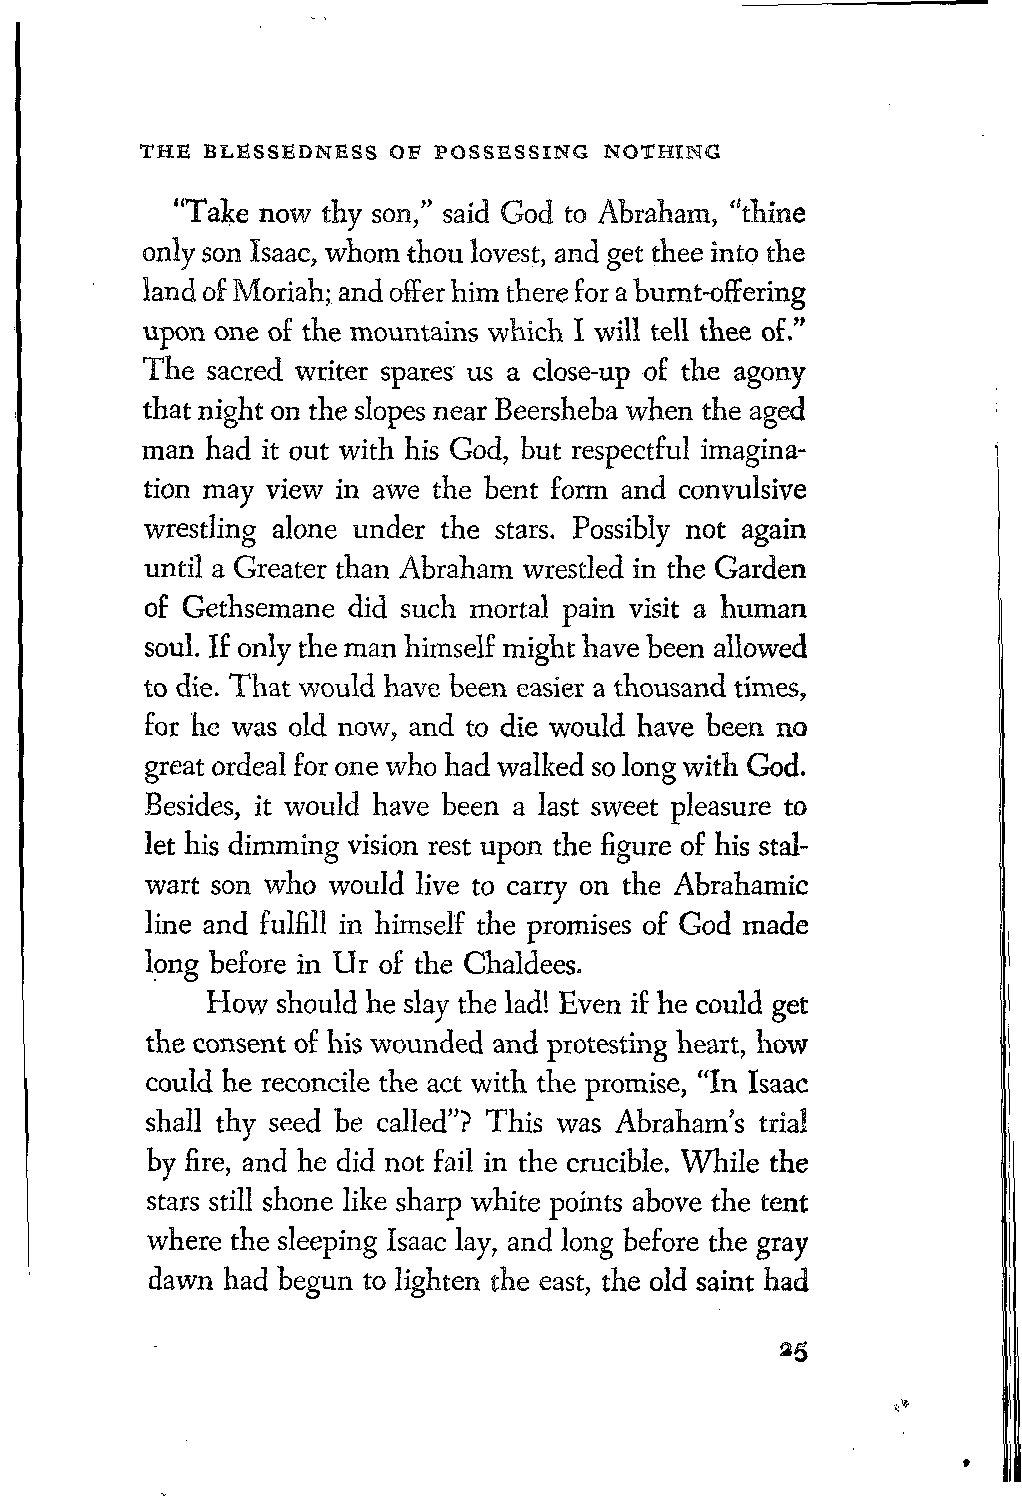 THE BLESSEDNESS OF POSSESSING NOTHING
“Take now thy son,” said God to Abraham, “thine
only son Isaac, whom thou lovest, and get thee into the
land of Moriah; and offer him there for a burnt-offering
upon one of the mountains which I will tell thee of.”
The sacred writer spares us a close-up of the agony
that night on the slopes near Beersheba when the aged
man had it out with his God, but respectful imagina-
tion may view in awe the bent form and convulsive
wrestling alone under the stars. Possibly not again
until a Greater than Abraham wrestled in the Garden
of Gethsemane did such mortal pain visit a human
soul. If only the man himself might have been allowed
to die. That would have been easier a thousand times,
for he was old now, and to die would have been no
great ordeal for one who had walked so long with God.
Besides, it would have been a last sweet pleasure to
let his dimming vision rest upon the figure of his stal-
wart son who would live to carry on the Abrahamic
line and fulfill in himself the promises of God made
long before in Ur of the Chaldees.
How should he slay the lad! Even if he could get
the consent of his wounded and protesting heart, how
could he reconcile the act with the promise, “In Isaac
shall thy seed be called”? This was Abraham’s trial
by fire, and he did not fail in the crucible. While the
stars still shone like sharp white points above the tent
where the sleeping Isaac lay, and long before the gray
dawn had begun to lighten the east, the old saint had
25